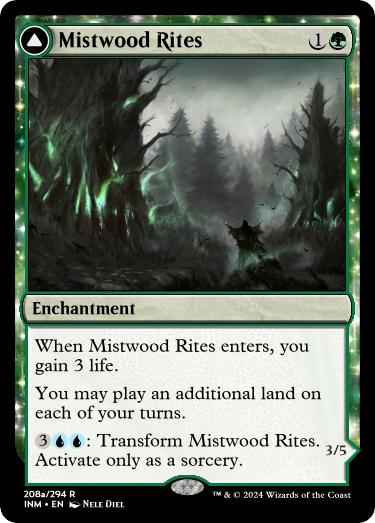 Mistwood Rites 1
Enchantment
When Mistwood Rites enters, you
gain 3 life.
You may play an additional land on
each of your turns.
3: Transform Mistwood Rites.
Activate only as a sorcery.
3/5
208a/294 R
INM • EN Nele Diel
™ & © 2024 Wizards of the Coast